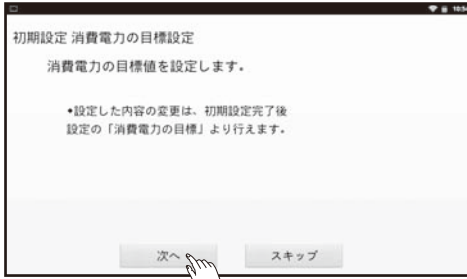 初期設定 消費電力の目標設定
消費電力の目標値を設定します。
•設定した内容の変更は、初期設定完了後
設定の「消費電力の目標」より行えます。
次へ
スキップ